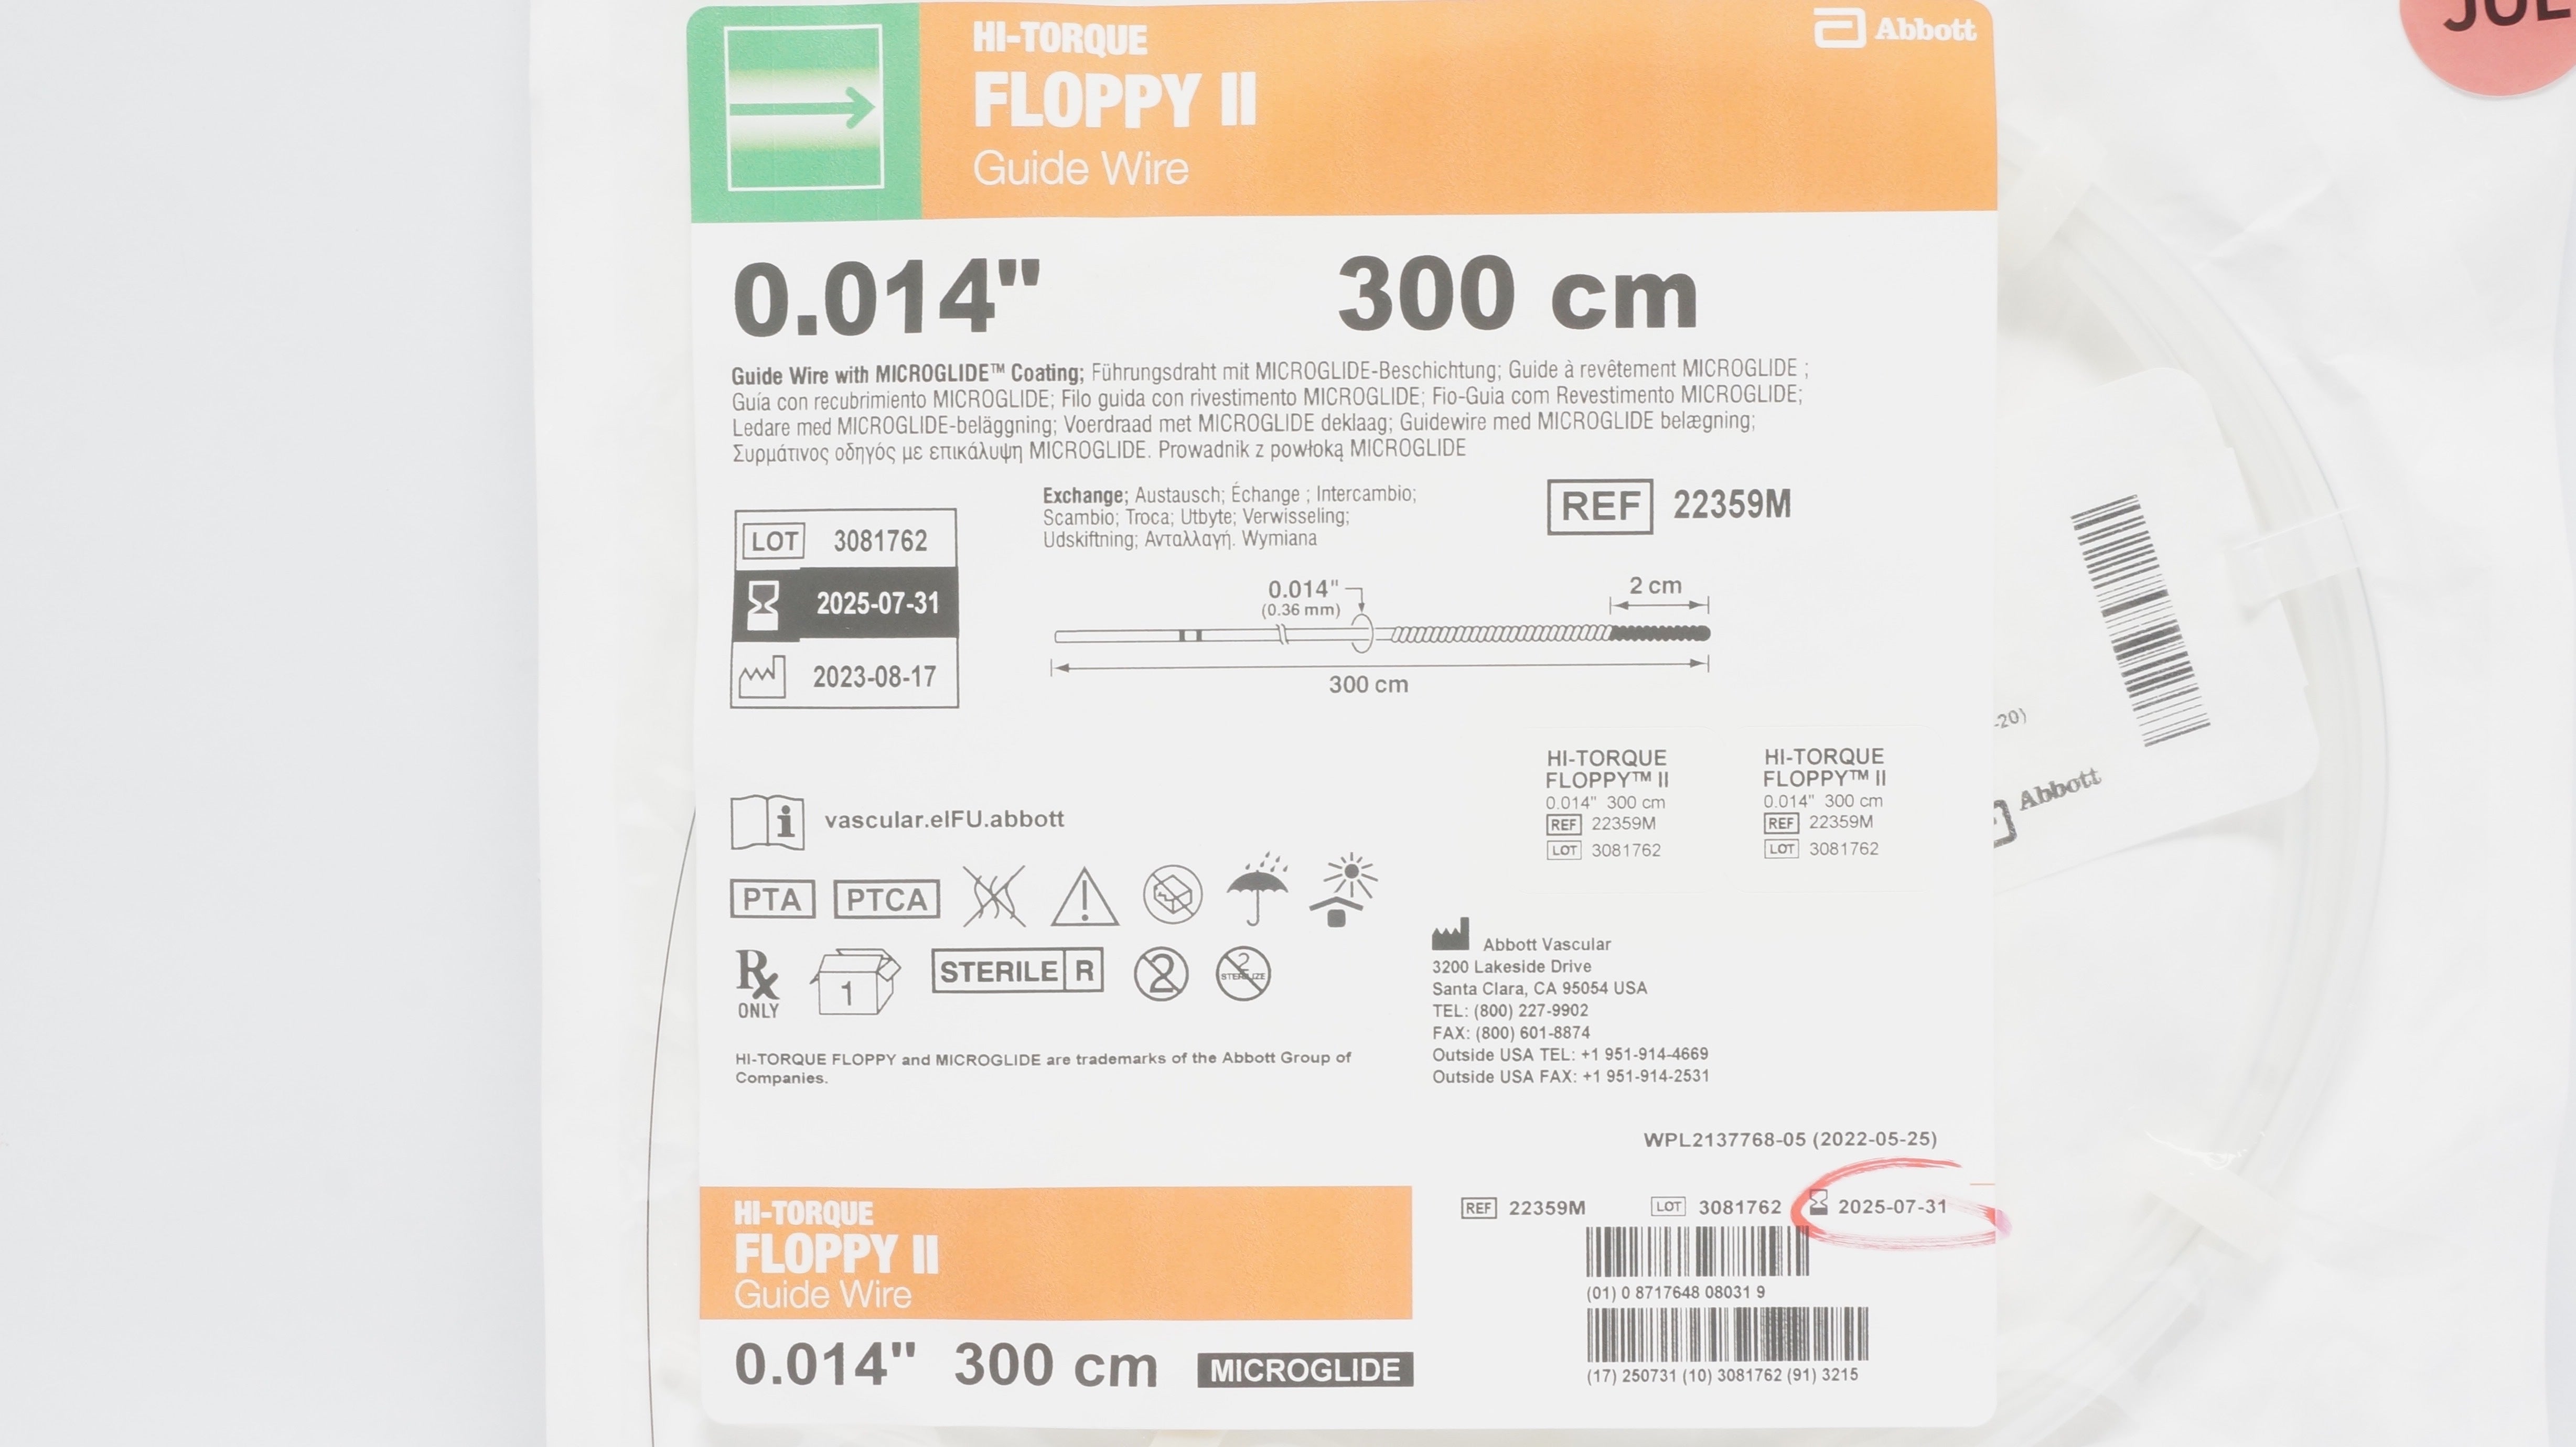 HI-TORQUE
FLOPPY II
Guide Wire
Abbott
0.014" 300 cm
Guide Wire with MICROGLIDE™ Coating; Führungsdraht mit MICROGLIDE-Beschichtung; Guide à revêtement MICROGLIDE ;
Guía con recubrimiento MICROGLIDE; Filo guida con rivestimento MICROGLIDE; Fio-Guia com Revestimento MICROGLIDE;
Ledare med MICROGLIDE-beläggning; Voerdraad met MICROGLIDE deklaag; Guidewire med MICROGLIDE belægning;
Συρμάτινος οδηγός με επικάλυψη MICROGLIDE. Prowadnik z powłoką MICROGLIDE
LOT 3081762
2025-07-31
2023-08-17
Exchange; Austausch; Échange ; Intercambio;
Scambio; Troca; Utbyte; Verwisseling;
Udskiftning; Ανταλλαγή. Wymiana
REF 22359M
0.014"
(0.36 mm)
2 cm
300 cm
HI-TORQUE
FLOPPY™ II
0.014" 300 cm
REF 22359M
LOT 3081762
HI-TORQUE
FLOPPY™ II
0.014" 300 cm
REF 22359M
LOT 3081762
-20)
Abbott
i vascular.eIFU.abbott
PTA PTCA
Rx ONLY
1
STERILE R
2
2 STERILIZE
HI-TORQUE FLOPPY and MICROGLIDE are trademarks of the Abbott Group of
Companies.
Abbott Vascular
3200 Lakeside Drive
Santa Clara, CA 95054 USA
TEL: (800) 227-9902
FAX: (800) 601-8874
Outside USA TEL: +1 951-914-4669
Outside USA FAX: +1 951-914-2531
WPL2137768-05 (2022-05-25)
REF 22359M LOT 3081762 2025-07-31
(01) 0 8717648 08031 9
(17) 250731 (10) 3081762 (91) 3215
HI-TORQUE
FLOPPY II
Guide Wire
0.014" 300 cm MICROGLIDE